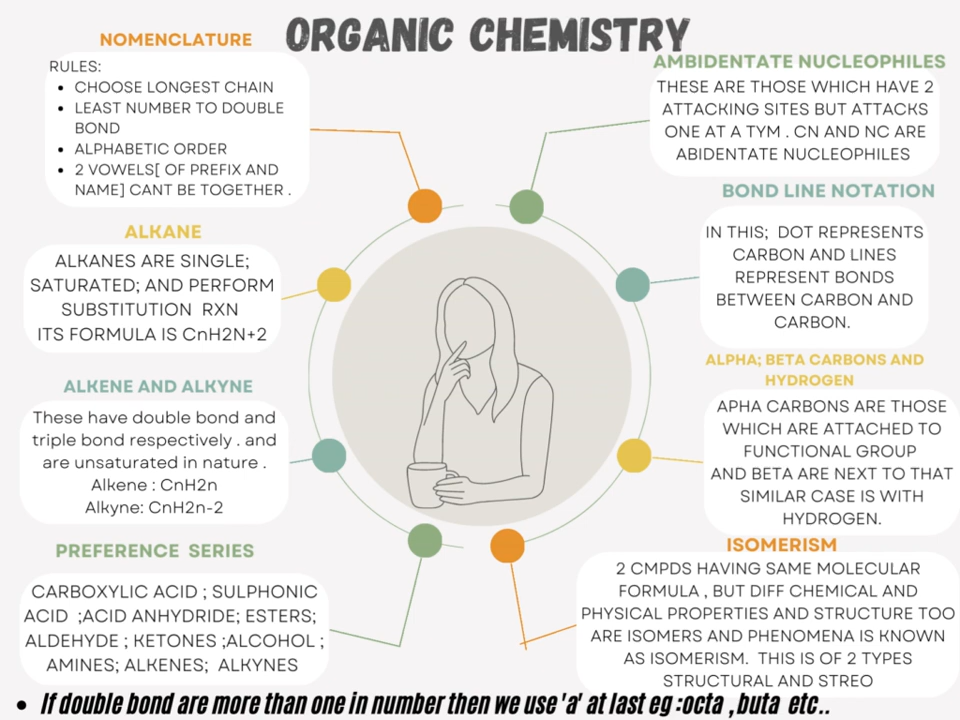 ORGANIC CHEMISTRY
NOMENCLATURE
RULES:
• CHOOSE LONGEST CHAIN
• LEAST NUMBER TO DOUBLE
BOND
• ALPHABETIC ORDER
• 2 VOWELS[ OF PREFIX AND
NAME] CANT BE TOGETHER .
ALKANE
ALKANES ARE SINGLE;
SATURATED; AND PERFORM
SUBSTITUTION RXN
ITS FORMULA IS CnH2N+2
ALKENE AND ALKYNE
These have double bond and
triple bond respectively . and
are unsaturated in nature .
Alkene : CnH2n
Alkyne: CnH2n-2
PREFERENCE SERIES
CARBOXYLIC ACID ; SULPHONIC
ACID ;ACID ANHYDRIDE; ESTERS;
ALDEHYDE ; KETONES ;ALCOHOL ;
AMINES; ALKENES; ALKYNES
AMBIDENTATE NUCLEOPHILES
THESE ARE THOSE WHICH HAVE 2
ATTACKING SITES BUT ATTACKS
ONE AT A TYM . CN AND NC ARE
ABIDENTATE NUCLEOPHILES
BOND LINE NOTATION
IN THIS; DOT REPRESENTS
CARBON AND LINES
REPRESENT BONDS
BETWEEN CARBON AND
CARBON.
ALPHA; BETA CARBONS AND
HYDROGEN
APHA CARBONS ARE THOSE
WHICH ARE ATTACHED TO
FUNCTIONAL GROUP
AND BETA ARE NEXT TO THAT
SIMILAR CASE IS WITH
HYDROGEN.
ISOMERISM
2 CMPDS HAVING SAME MOLECULAR
FORMULA , BUT DIFF CHEMICAL AND
PHYSICAL PROPERTIES AND STRUCTURE TOO
ARE ISOMERS AND PHENOMENA IS KNOWN
AS ISOMERISM. THIS IS OF 2 TYPES
STRUCTURAL AND STREO
• If double bond are more than one in number then we use 'a' at last eg :octa , buta etc..